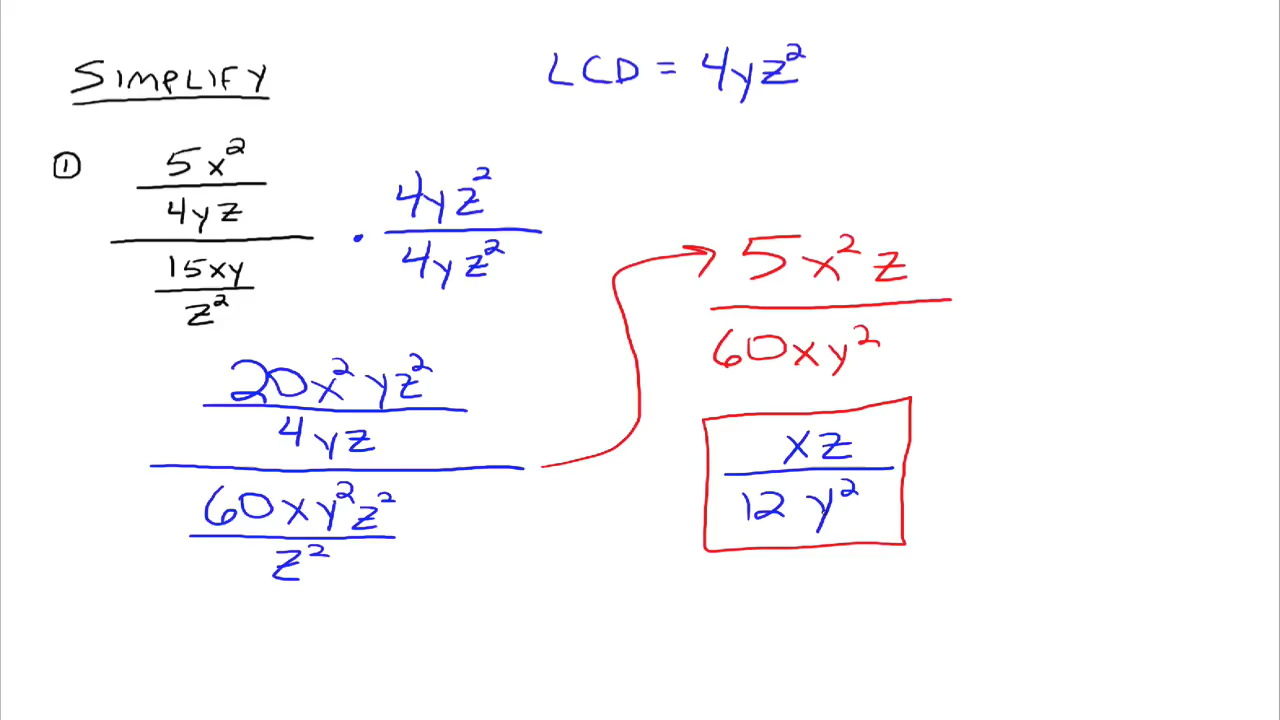 SIMPLIFY
LCD = 4yz²
①
5x²
4yz
15xy
z²
· 4yz²
4yz²
20x²yz²
4yz
60xy²z²
z²
5x²z
60xy²
xz
12y²